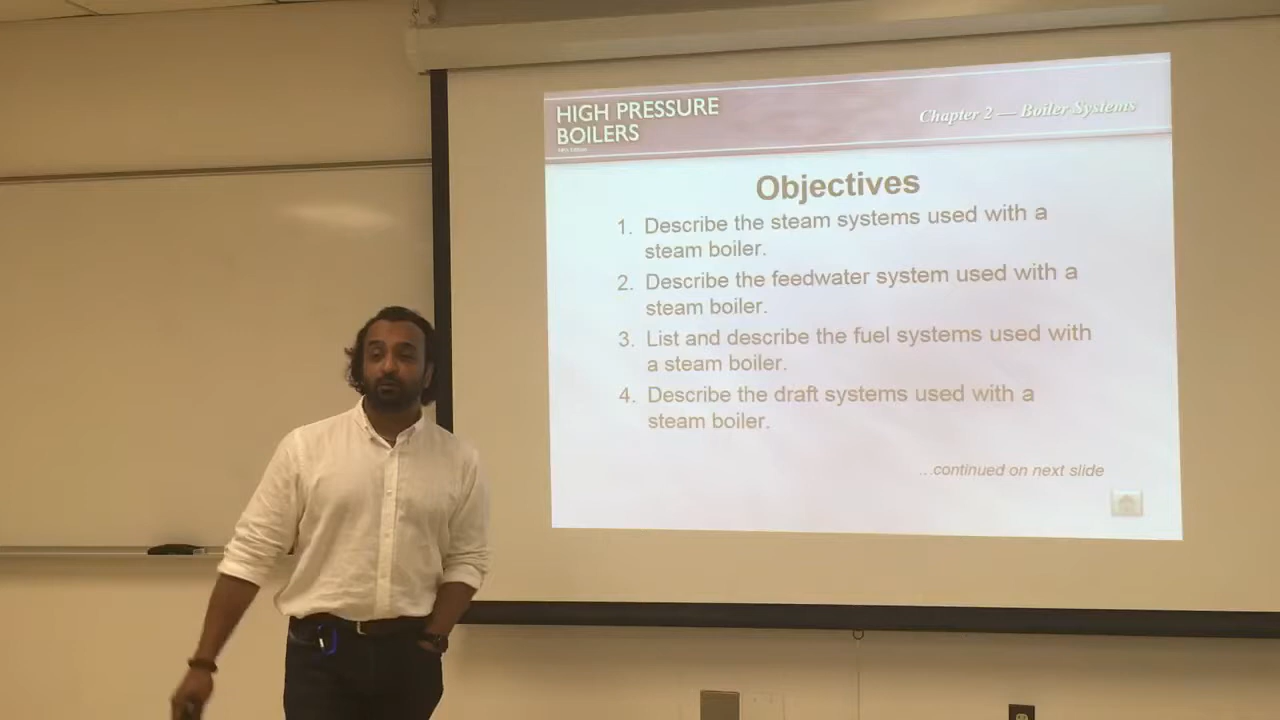 HIGH PRESSURE
BOILERS
Chapter 2 — Boiler Systems
Objectives
1. Describe the steam systems used with a
steam boiler.
2. Describe the feedwater system used with a
steam boiler.
3. List and describe the fuel systems used with
a steam boiler.
4. Describe the draft systems used with a
steam boiler.
...continued on next slide